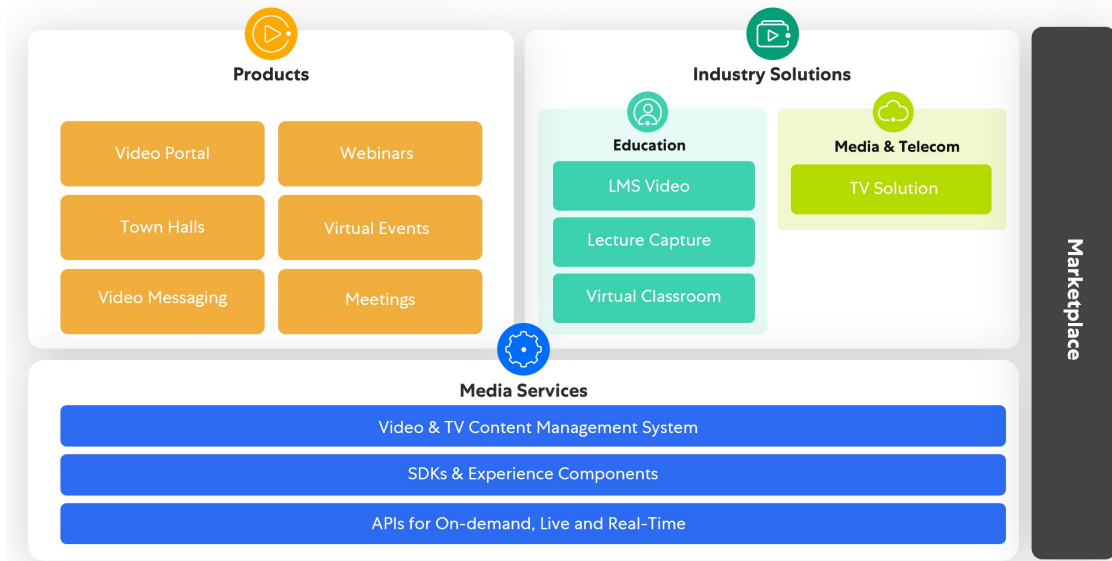 Products
Video Portal
Webinars
Town Halls
Virtual Events
Video Messaging
Meetings
Industry Solutions
Education
LMS Video
Lecture Capture
Virtual Classroom
Media & Telecom
TV Solution
Media Services
Video & TV Content Management System
SDKs & Experience Components
APIs for On-demand, Live and Real-Time
Marketplace